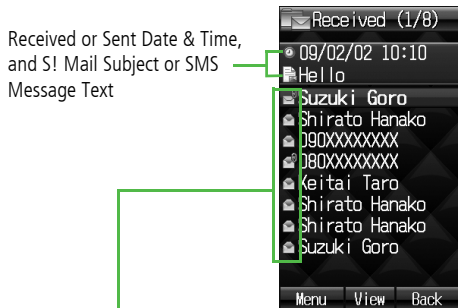 Received or Sent Date & Time,
and S! Mail Subject or SMS
Message Text
Received (1/8)
09/02/02 10:10
Hello
Suzuki Goro
Shirato Hanako
090XXXXXXXX
080XXXXXXXX
Keitai Taro
Shirato Hanako
Shirato Hanako
Suzuki Goro
Menu View Back